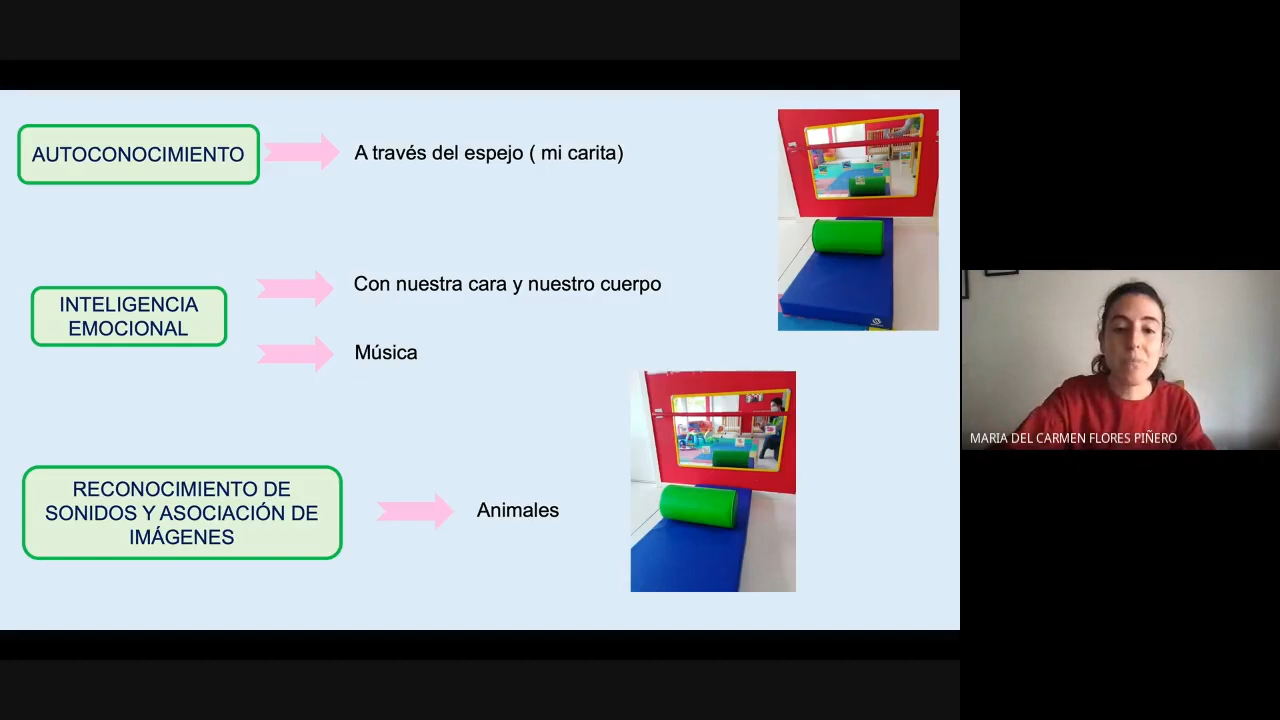 AUTOCONOCIMIENTO
A través del espejo ( mi carita)
INTELIGENCIA
EMOCIONAL
Con nuestra cara y nuestro cuerpo
Música
RECONOCIMIENTO DE
SONIDOS Y ASOCIACIÓN DE
IMÁGENES
Animales
MARIA DEL CARMEN FLORES PIÑERO